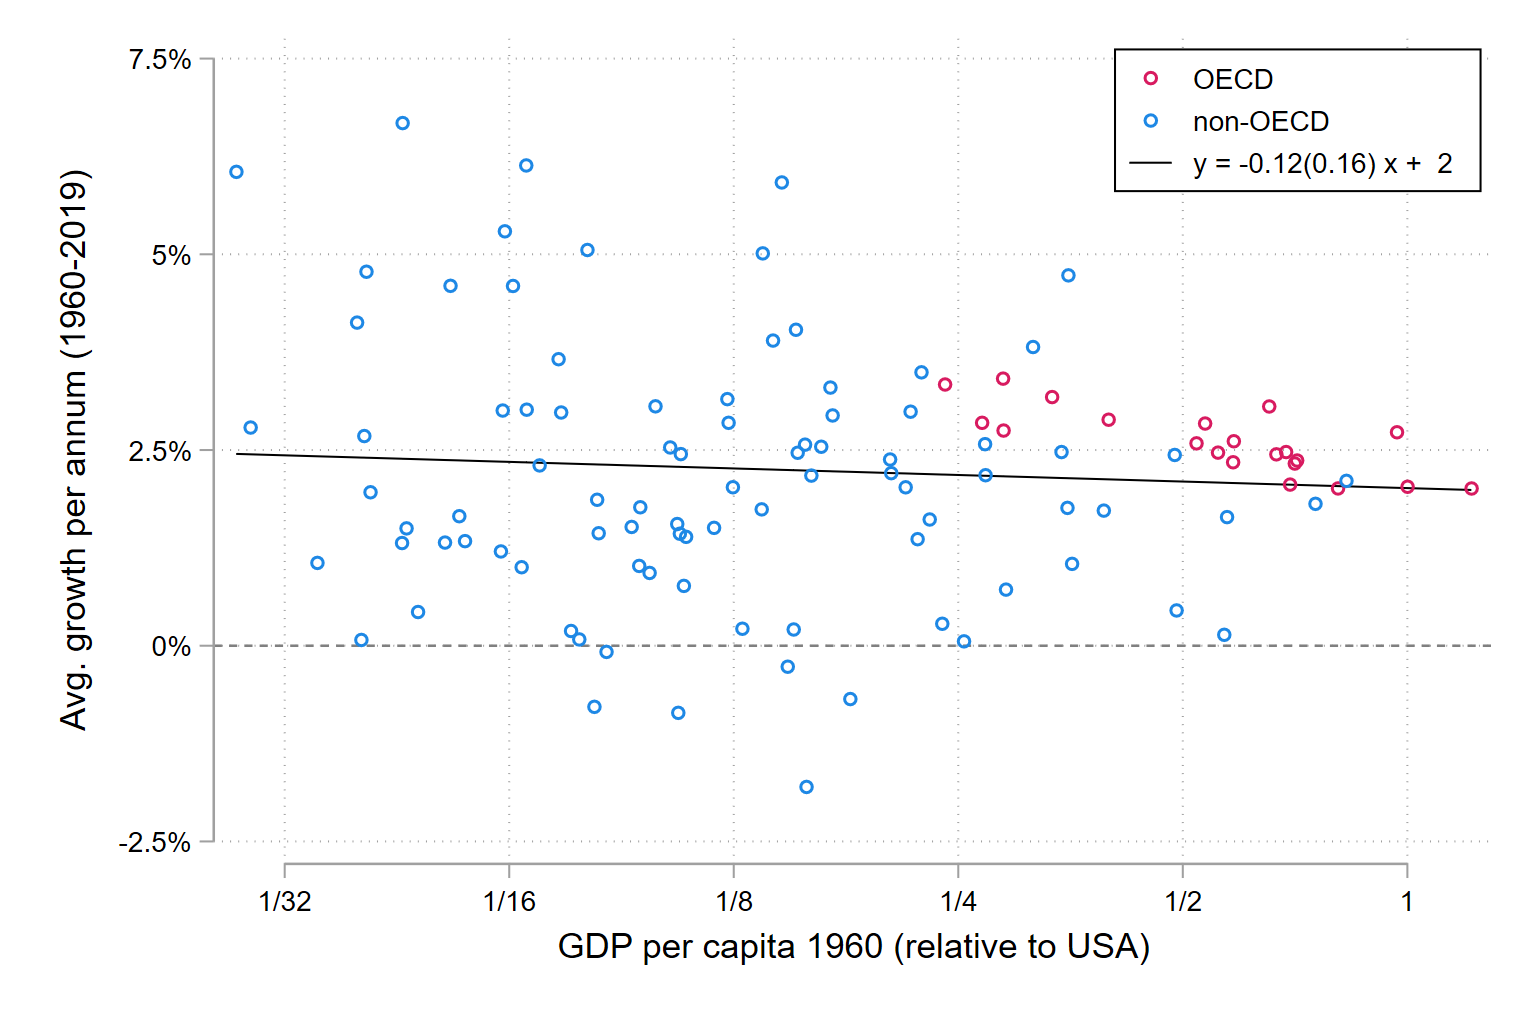 7.5%
5%
2.5%
0%
-2.5%
Avg. growth per annum (1960-2019)
OECD
non-OECD
y = -0.12(0.16) x + 2
1/32 1/16 1/8 1/4 1/2 1
GDP per capita 1960 (relative to USA)